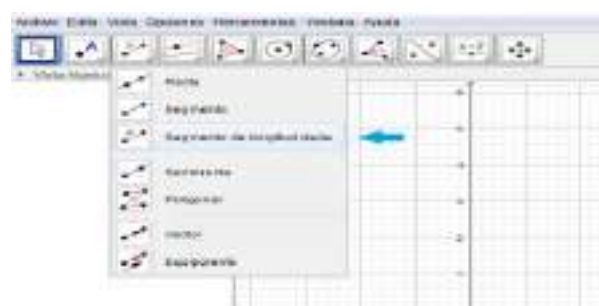 Archivo Edita Vista Opciones Herramientas Ventana Ayuda
Recta
Segmento
Segmento de longitud dada
Semirrecta
Poligonal
Vector
Equipolente